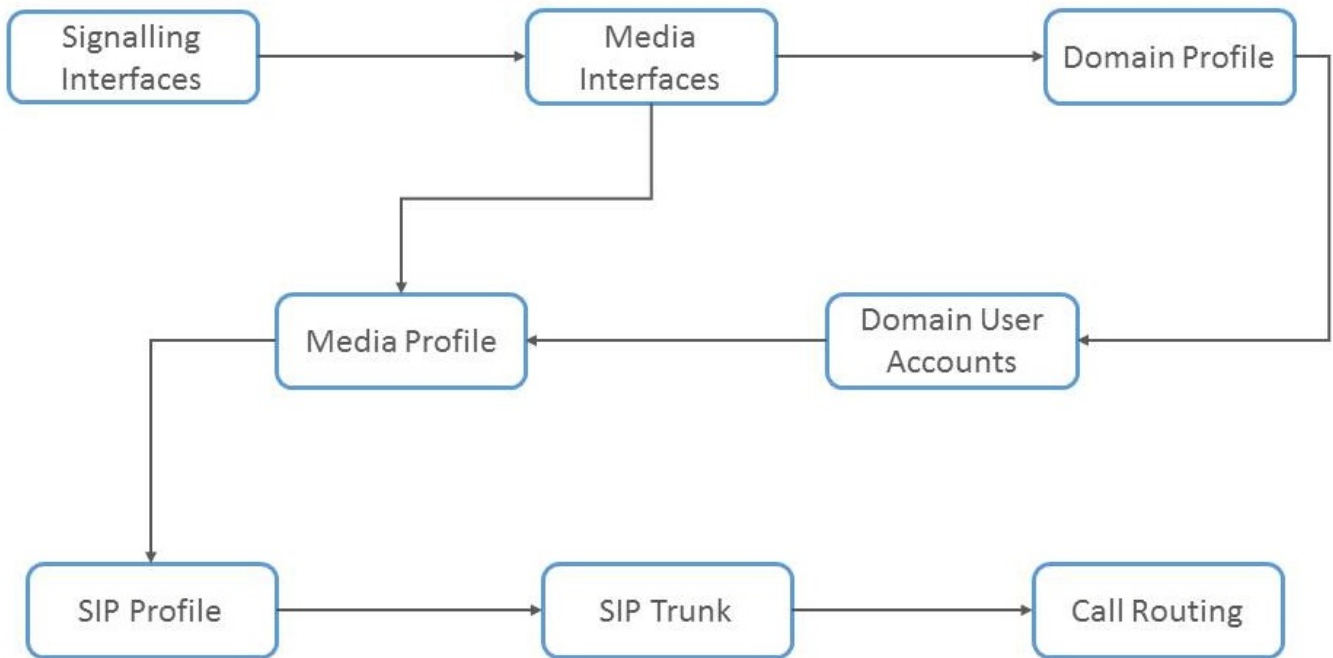 Signalling
Interfaces
Media
Interfaces
Domain Profile
Media Profile
Domain User
Accounts
SIP Profile
SIP Trunk
Call Routing